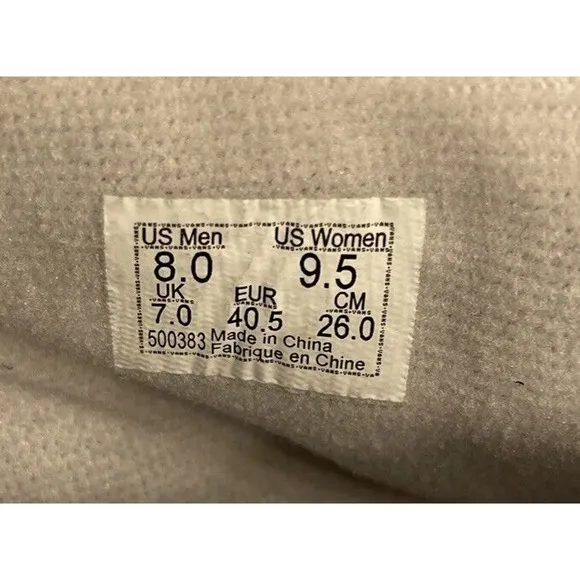 US Men US Women
8.0 9.5
UK EUR CM
7.0 40.5 26.0
500383 Made in China
Fabrique en Chine